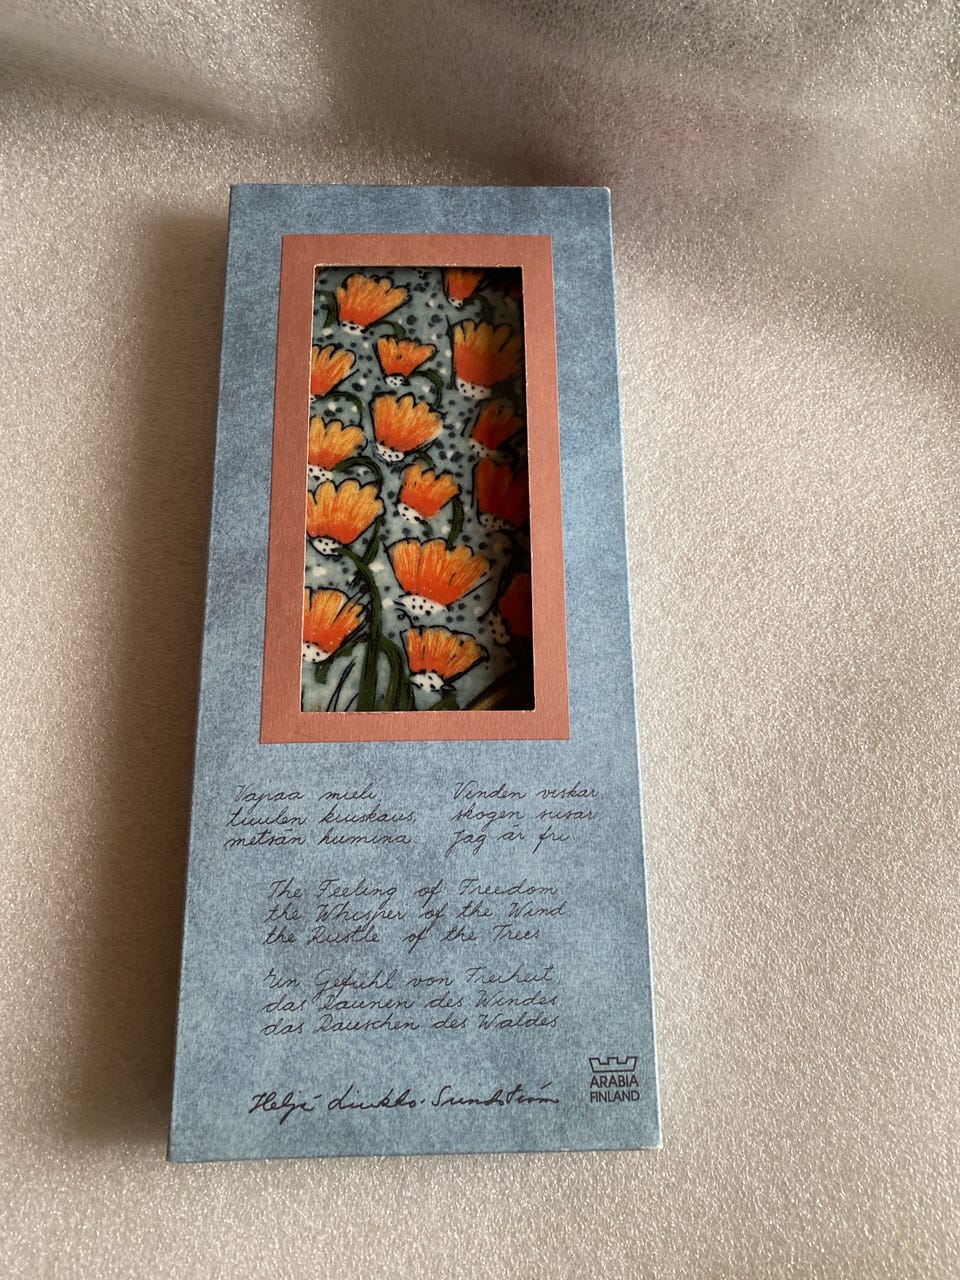 Vapaa mieli,
tuulen kuiskaus,
metsän humina
Vinden viskar,
skogen susar,
Jag är fri
The Feeling of Freedom
the Whisper of the Wind,
the Rustle of the Trees
Ein Gefühl von Freiheit
das Raunen des Windes
das Rauschen des Waldes
Heljä Liukko-Sundström
ARABIA
FINLAND